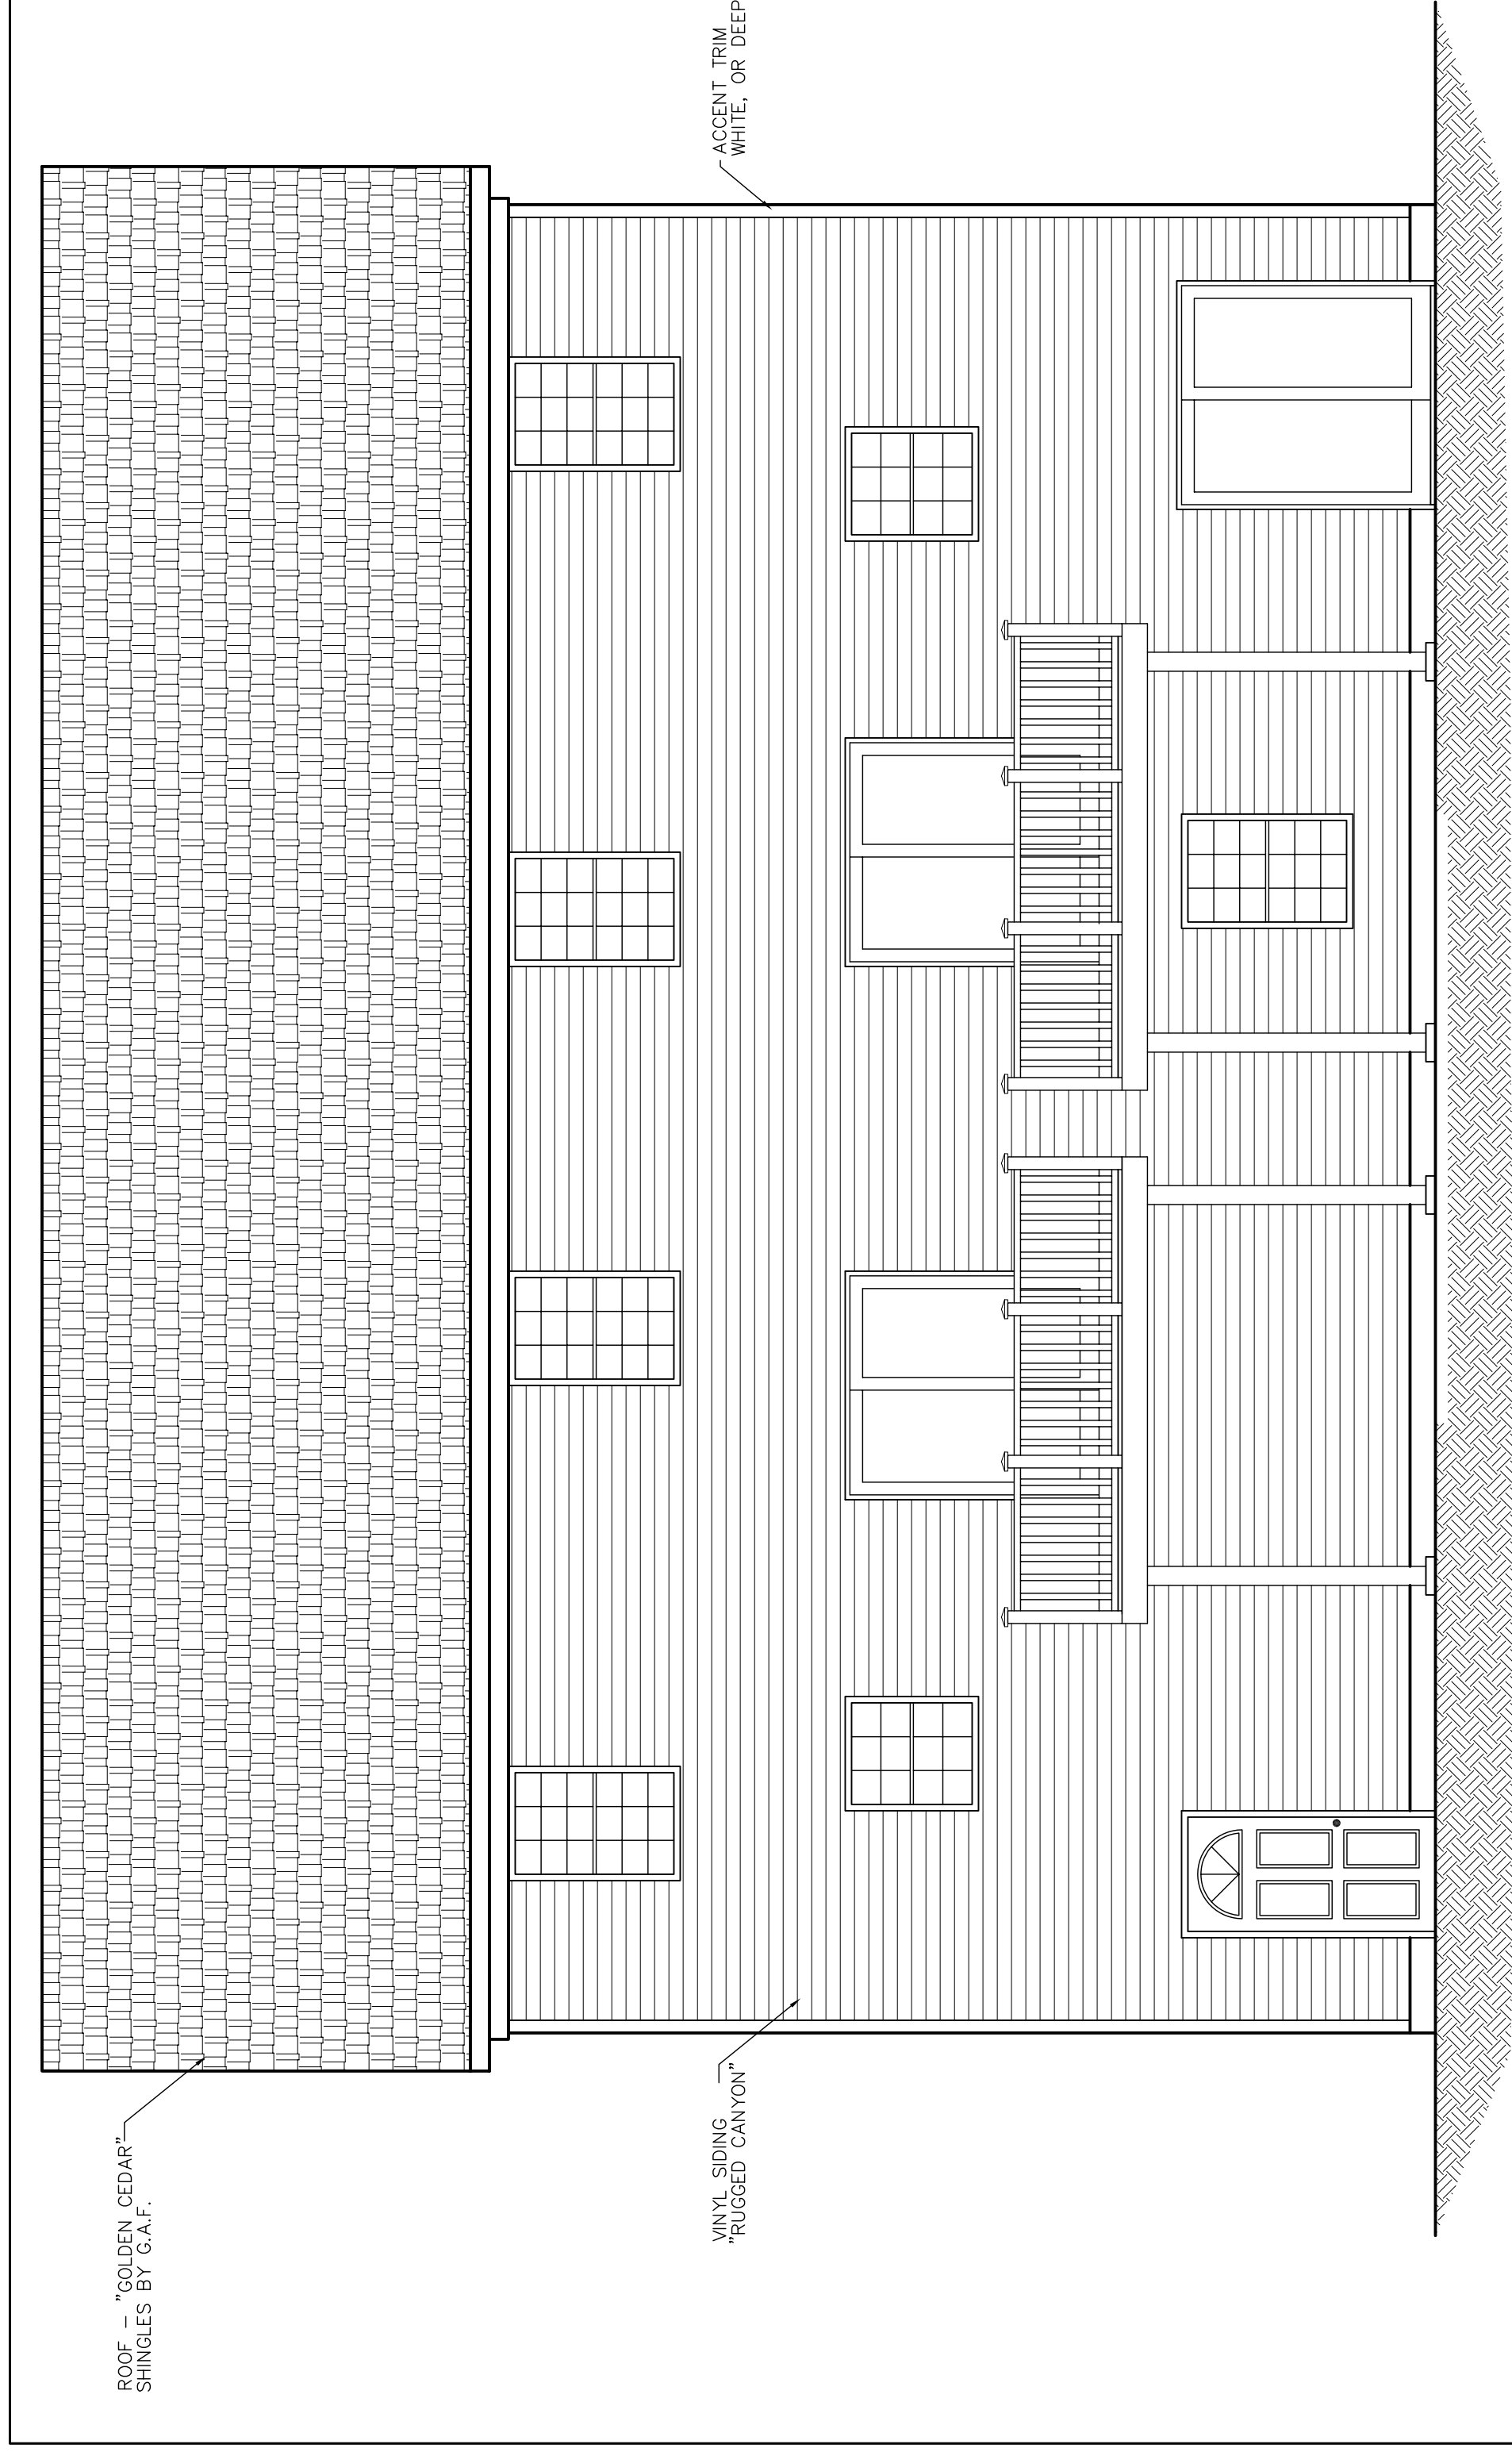 ROOF – "GOLDEN CEDAR"
SHINGLES BY G.A.F.
VINYL SIDING
"RUGGED CANYON"
ACCENT TRIM
WHITE, OR DEEP